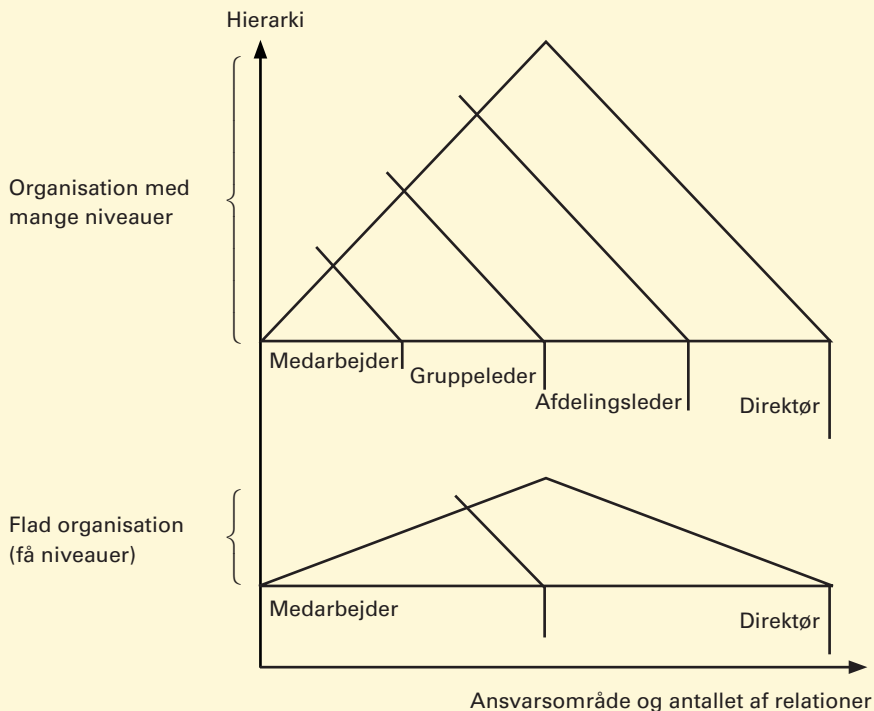 Hierarki
Organisation med
mange niveauer
Medarbejder
Gruppeleder
Afdelingsleder
Direktør
Flad organisation
(få niveauer)
Medarbejder
Direktør
Ansvarsområde og antallet af relationer